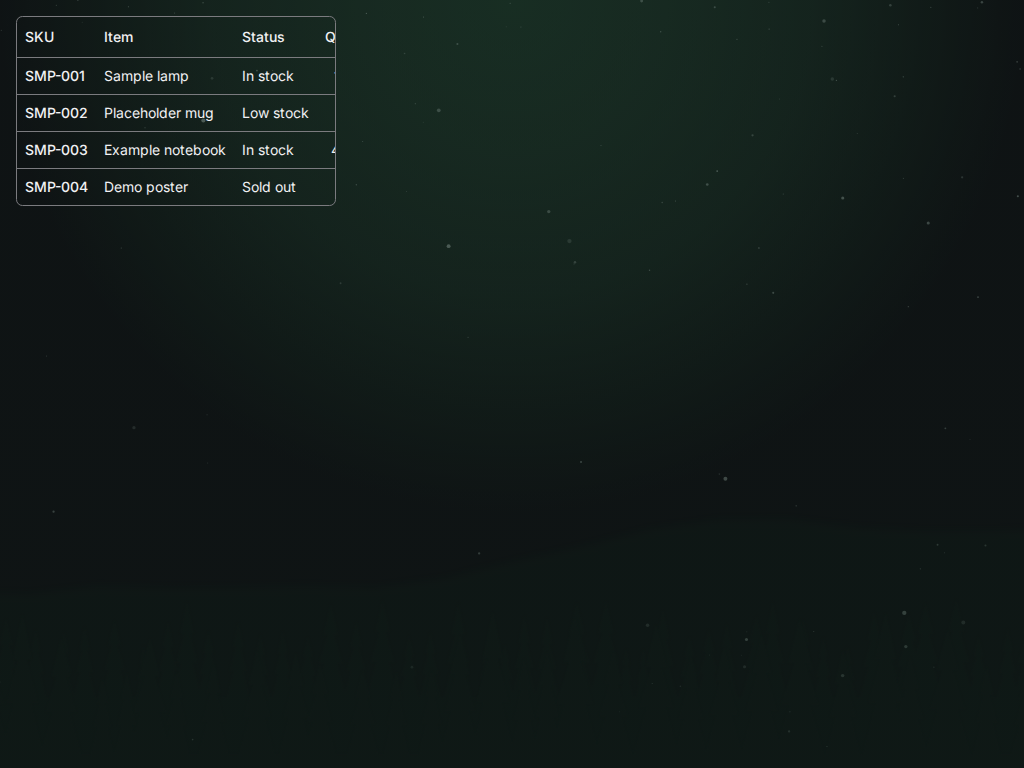 SKU Item Status
SMP-001 Sample lamp In stock
SMP-002 Placeholder mug Low stock
SMP-003 Example notebook In stock
SMP-004 Demo poster Sold out